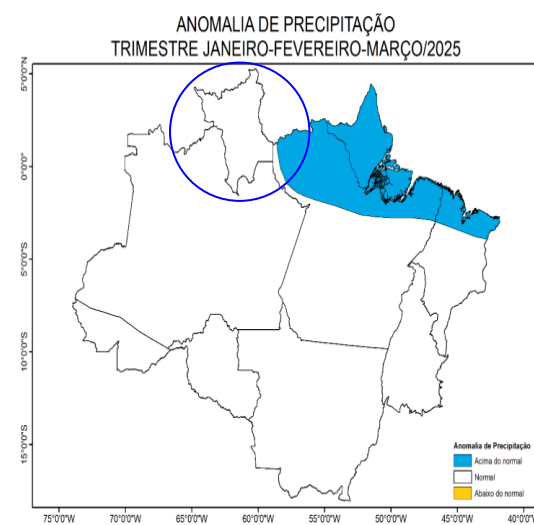 ANOMALIA DE PRECIPITAÇÃO
TRIMESTRE JANEIRO-FEVEREIRO-MARÇO/2025
5°0'0"N
0°0'0"
5°0'0"S
10°0'0"S
15°0'0"S
Anomalia de Precipitação
Acima do normal
Normal
Abaixo do normal
75°0'0"W 70°0'0"W 65°0'0"W 60°0'0"W 55°0'0"W 50°0'0"W 45°0'0"W 40°0'0"W